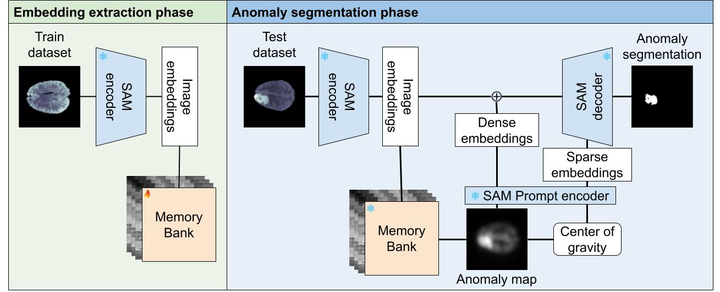 Embedding extraction phase
Anomaly segmentation phase
Train
dataset
SAM
encoder
Image
embeddings
Memory
Bank
Test
dataset
SAM
encoder
Image
embeddings
Memory
Bank
Dense
embeddings
SAM
decoder
Anomaly
segmentation
Sparse
embeddings
SAM Prompt encoder
Center of
gravity
Anomaly map